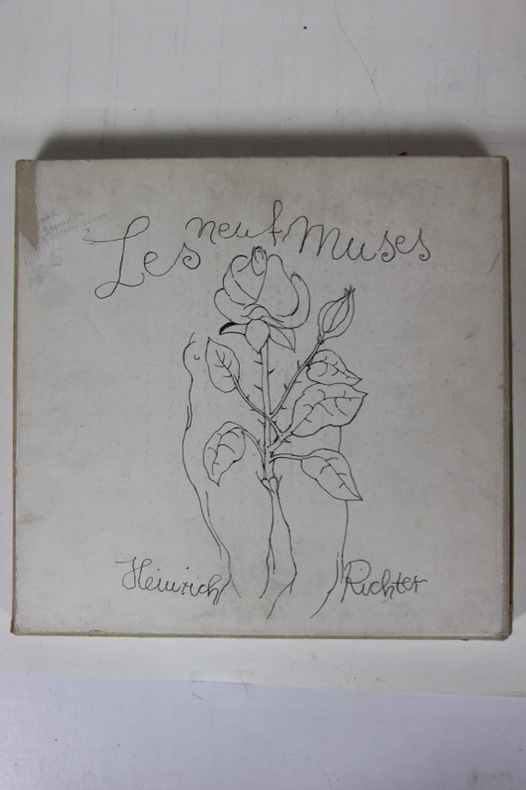 Les neuf Muses
Heinrich Richter